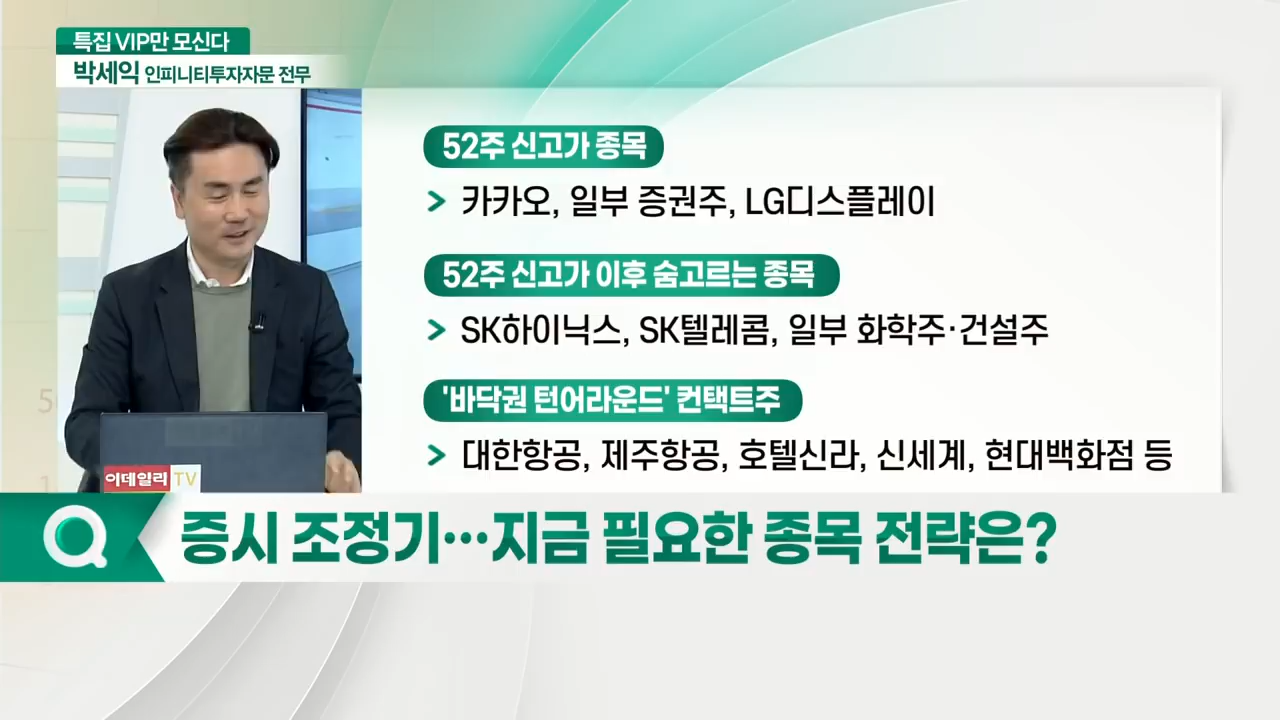 특집 VIP만 모신다
박세익 인피니티투자자문 전무
52주 신고가 종목
카카오, 일부 증권주, LG디스플레이
52주 신고가 이후 숨고르는 종목
SK하이닉스, SK텔레콤, 일부 화학주·건설주
'바닥권 턴어라운드' 컨택트주
대한항공, 제주항공, 호텔신라, 신세계, 현대백화점 등
이데일리 TV
Q 증시 조정기…지금 필요한 종목 전략은?